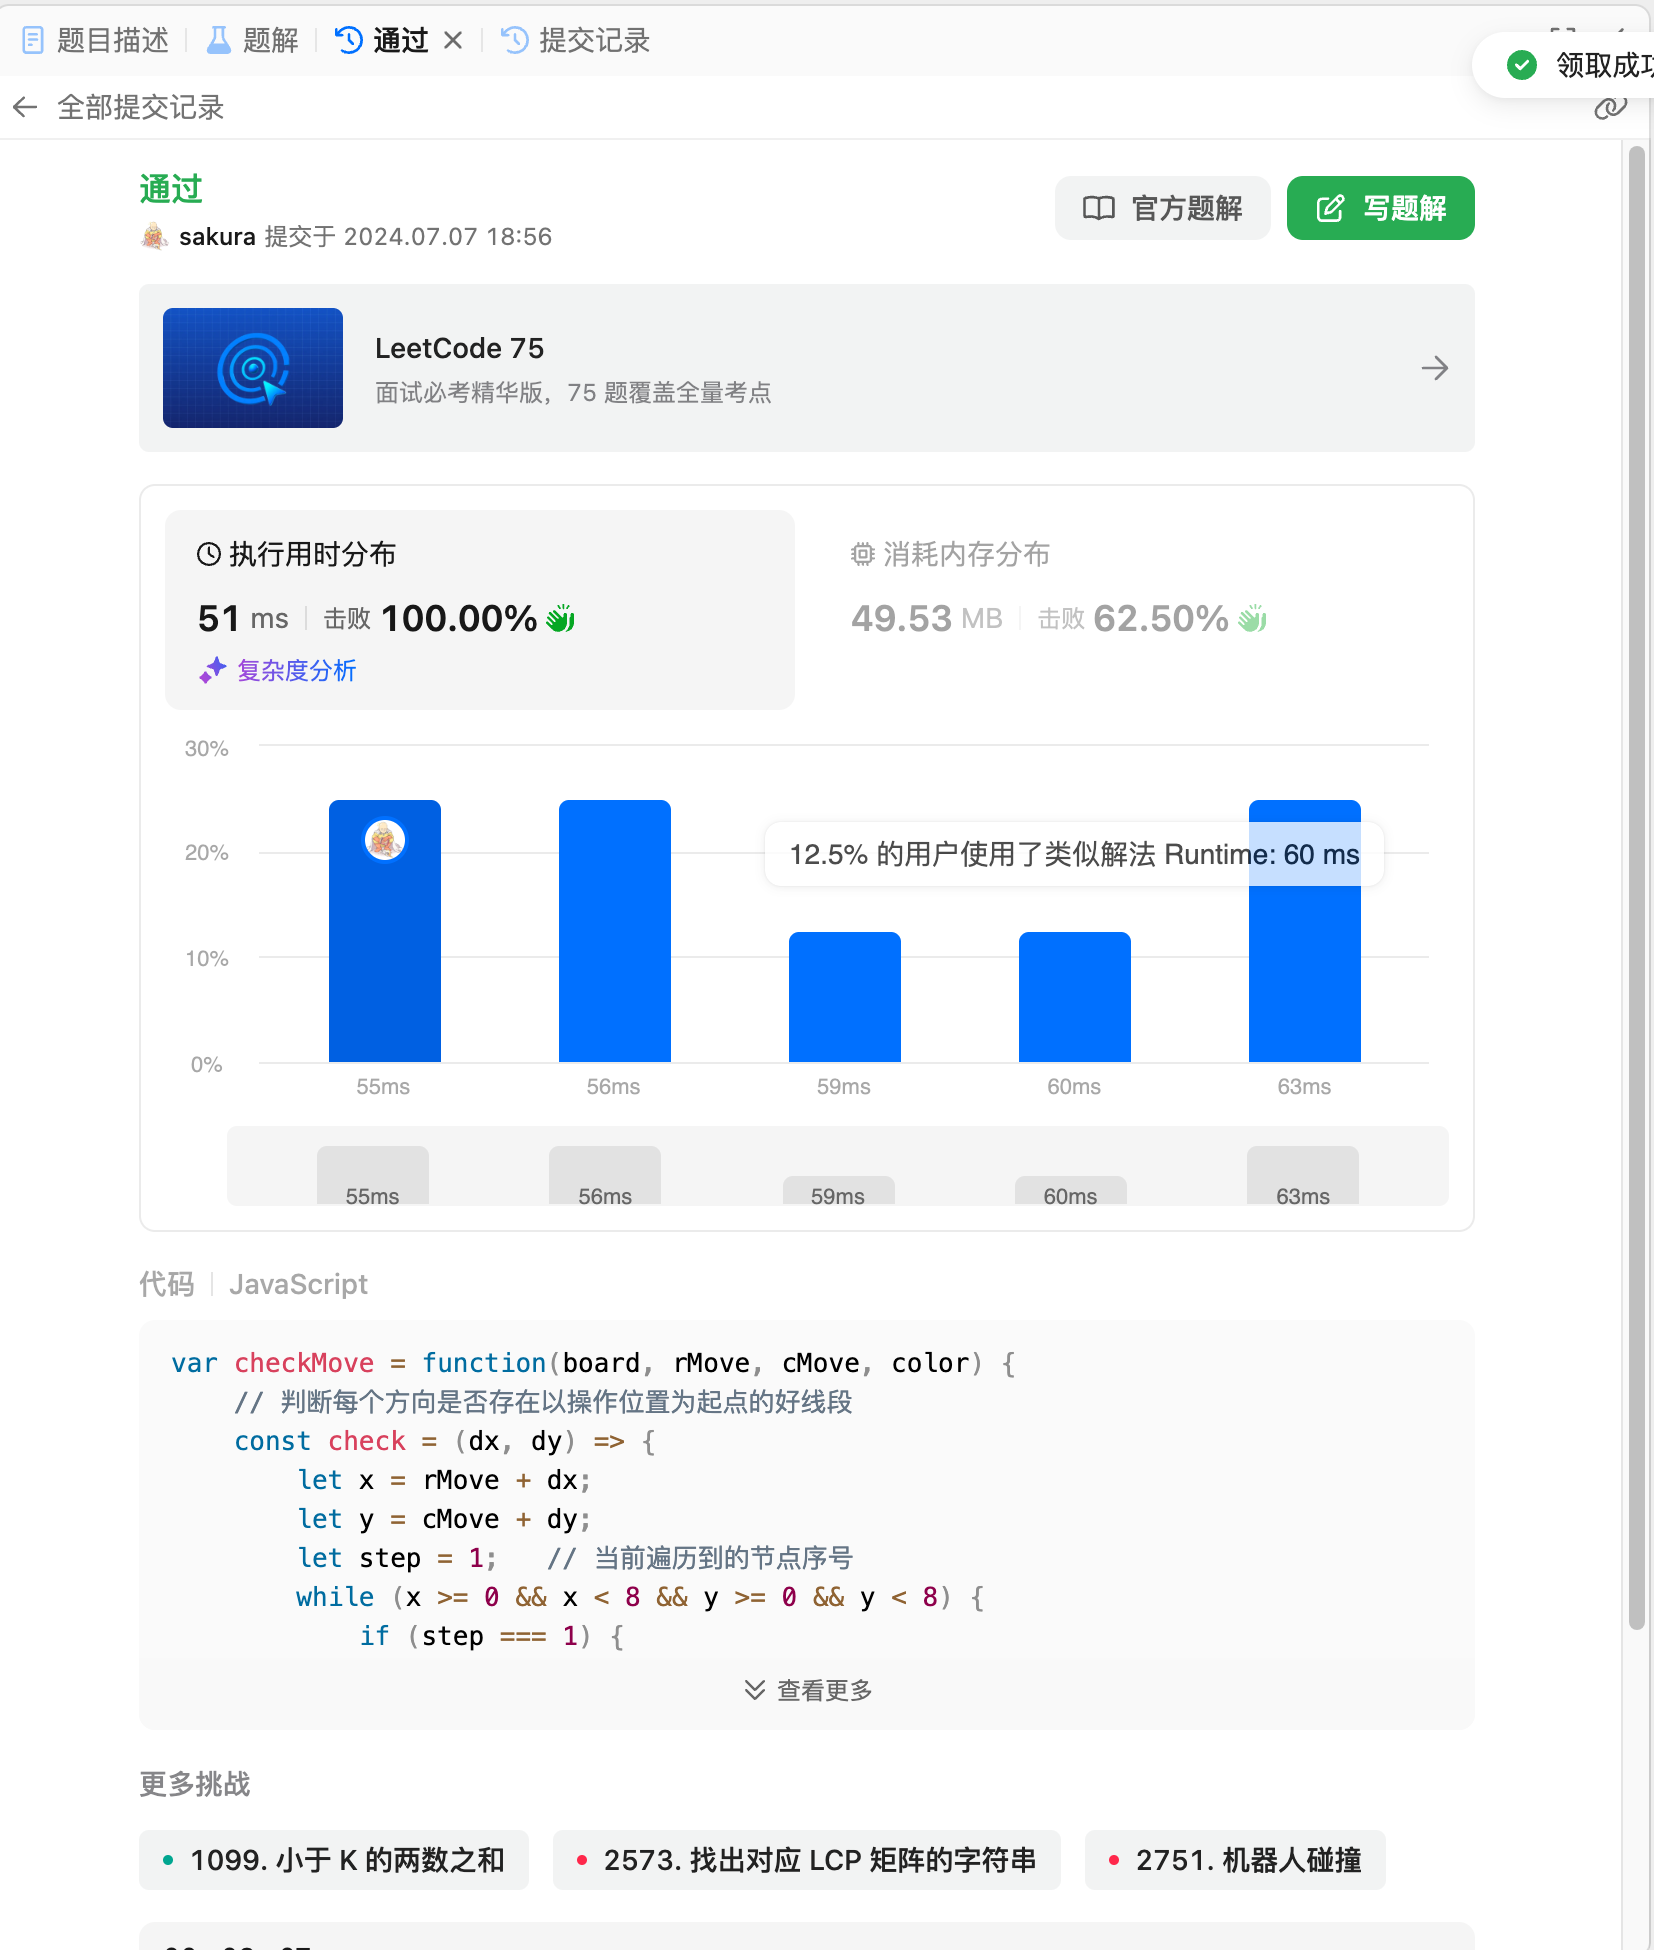 题目描述 题解 通过 提交记录
领取成功
全部提交记录
通过
sakura 提交于 2024.07.07 18:56
官方题解
写题解
LeetCode 75
面试必考精华版，75 题覆盖全量考点
执行用时分布
51 ms 击败 100.00%
复杂度分析
消耗内存分布
49.53 MB 击败 62.50%
30%
20%
10%
0%
12.5% 的用户使用了类似解法 Runtime: 60 ms
55ms 56ms 59ms 60ms 63ms
55ms 56ms 59ms 60ms 63ms
代码 JavaScript
var checkMove = function(board, rMove, cMove, color) {
    // 判断每个方向是否存在以操作位置为起点的好线段
    const check = (dx, dy) => {
        let x = rMove + dx;
        let y = cMove + dy;
        let step = 1;   // 当前遍历到的节点序号
        while (x >= 0 && x < 8 && y >= 0 && y < 8) {
            if (step === 1) {
查看更多
更多挑战
1099. 小于 K 的两数之和
2573. 找出对应 LCP 矩阵的字符串
2751. 机器人碰撞